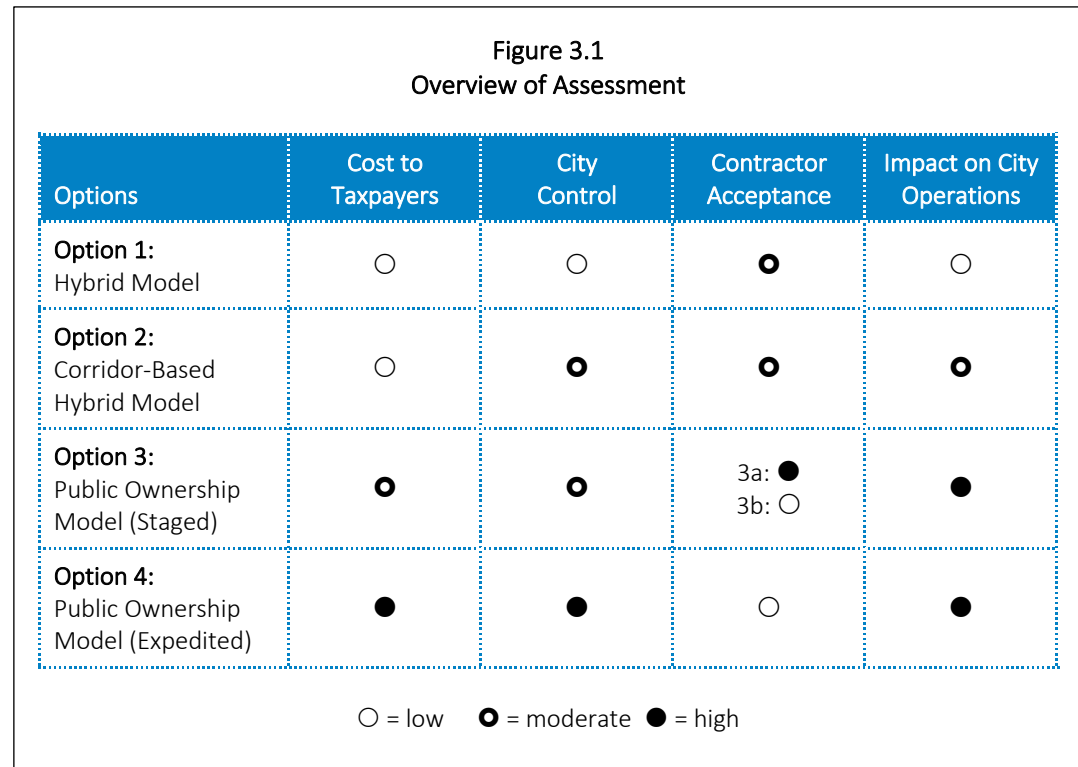 Figure 3.1
Overview of Assessment
Options
Cost to
Taxpayers
City
Control
Contractor
Acceptance
Impact on City
Operations
Option 1:
Hybrid Model
Option 2:
Corridor-Based
Hybrid Model
Option 3:
Public Ownership
Model (Staged)
3a:
3b:
Option 4:
Public Ownership
Model (Expedited)
= low = moderate = high